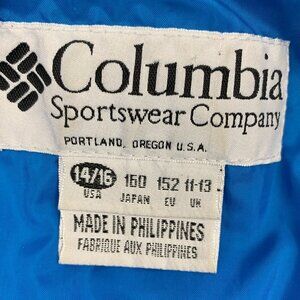 Columbia
Sportswear Company
PORTLAND, OREGON U.S.A.
14/16 160 152 11-13
USA JAPAN EU UK
MADE IN PHILIPPINES
FABRIQUE AUX PHILIPPINES